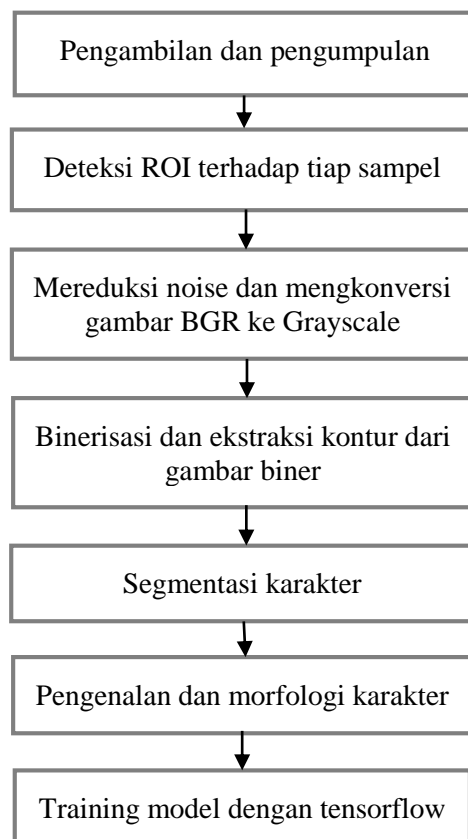 Pengambilan dan pengumpulan
Deteksi ROI terhadap tiap sampel
Mereduksi noise dan mengkonversi
gambar BGR ke Grayscale
Binerisasi dan ekstraksi kontur dari
gambar biner
Segmentasi karakter
Pengenalan dan morfologi karakter
Training model dengan tensorflow